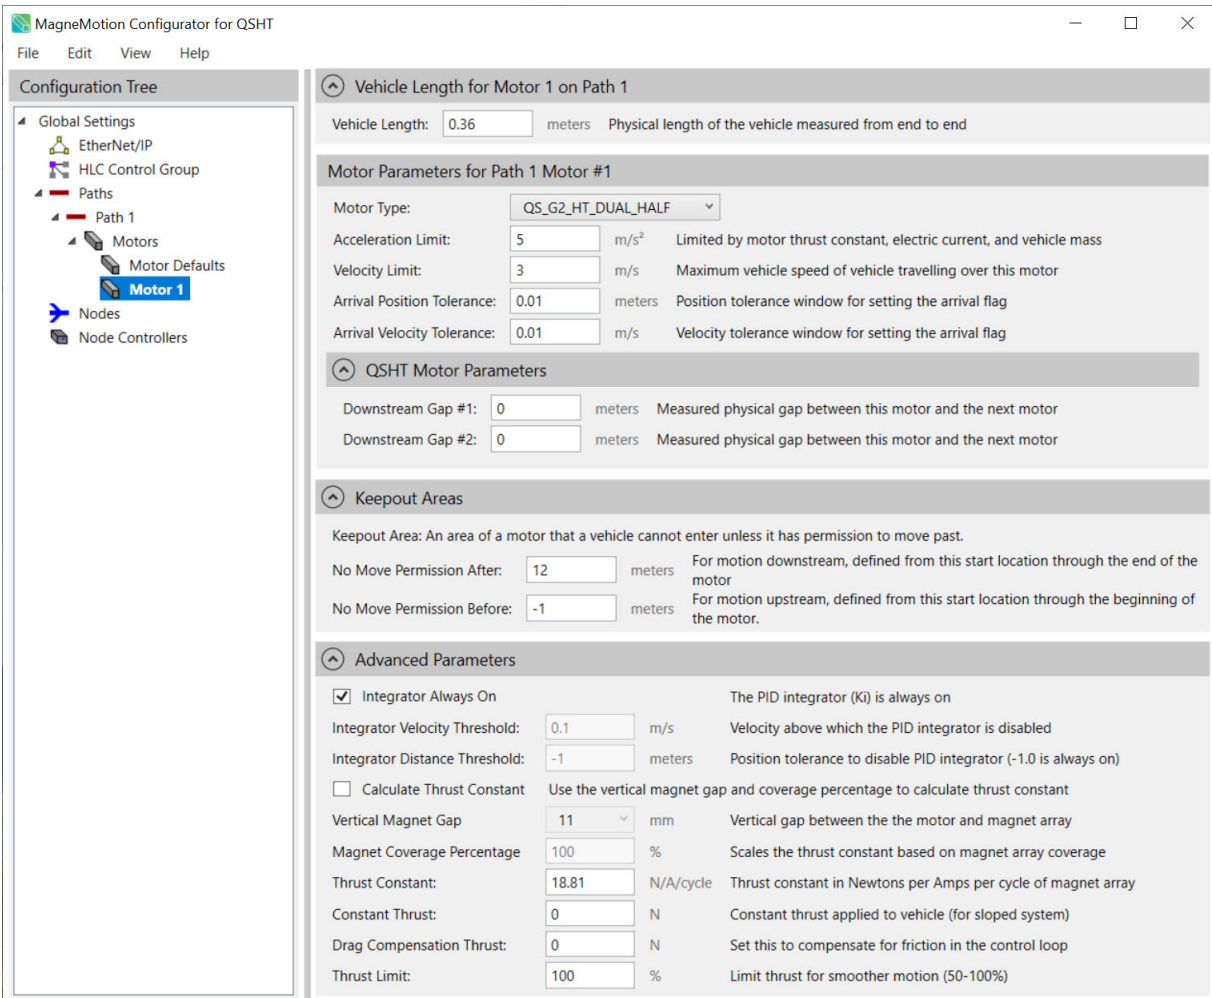 MagneMotion Configurator for QSHT
File Edit View Help
Configuration Tree
Global Settings
EtherNet/IP
HLC Control Group
Paths
Path 1
Motors
Motor Defaults
Motor 1
Nodes
Node Controllers
Vehicle Length for Motor 1 on Path 1
Vehicle Length: 0.36 meters Physical length of the vehicle measured from end to end
Motor Parameters for Path 1 Motor #1
Motor Type: QS_G2_HT_DUAL_HALF
Acceleration Limit: 5 m/s² Limited by motor thrust constant, electric current, and vehicle mass
Velocity Limit: 3 m/s Maximum vehicle speed of vehicle travelling over this motor
Arrival Position Tolerance: 0.01 meters Position tolerance window for setting the arrival flag
Arrival Velocity Tolerance: 0.01 m/s Velocity tolerance window for setting the arrival flag
QSHT Motor Parameters
Downstream Gap #1: 0 meters Measured physical gap between this motor and the next motor
Downstream Gap #2: 0 meters Measured physical gap between this motor and the next motor
Keepout Areas
Keepout Area: An area of a motor that a vehicle cannot enter unless it has permission to move past.
No Move Permission After: 12 meters For motion downstream, defined from this start location through the end of the
motor
No Move Permission Before: -1 meters For motion upstream, defined from this start location through the beginning of
the motor.
Advanced Parameters
Integrator Always On The PID integrator (Ki) is always on
Integrator Velocity Threshold: 0.1 m/s Velocity above which the PID integrator is disabled
Integrator Distance Threshold: -1 meters Position tolerance to disable PID integrator (-1.0 is always on)
Calculate Thrust Constant Use the vertical magnet gap and coverage percentage to calculate thrust constant
Vertical Magnet Gap 11 mm Vertical gap between the the motor and magnet array
Magnet Coverage Percentage 100 % Scales the thrust constant based on magnet array coverage
Thrust Constant: 18.81 N/A/cycle Thrust constant in Newtons per Amps per cycle of magnet array
Constant Thrust: 0 N Constant thrust applied to vehicle (for sloped system)
Drag Compensation Thrust: 0 N Set this to compensate for friction in the control loop
Thrust Limit: 100 % Limit thrust for smoother motion (50-100%)